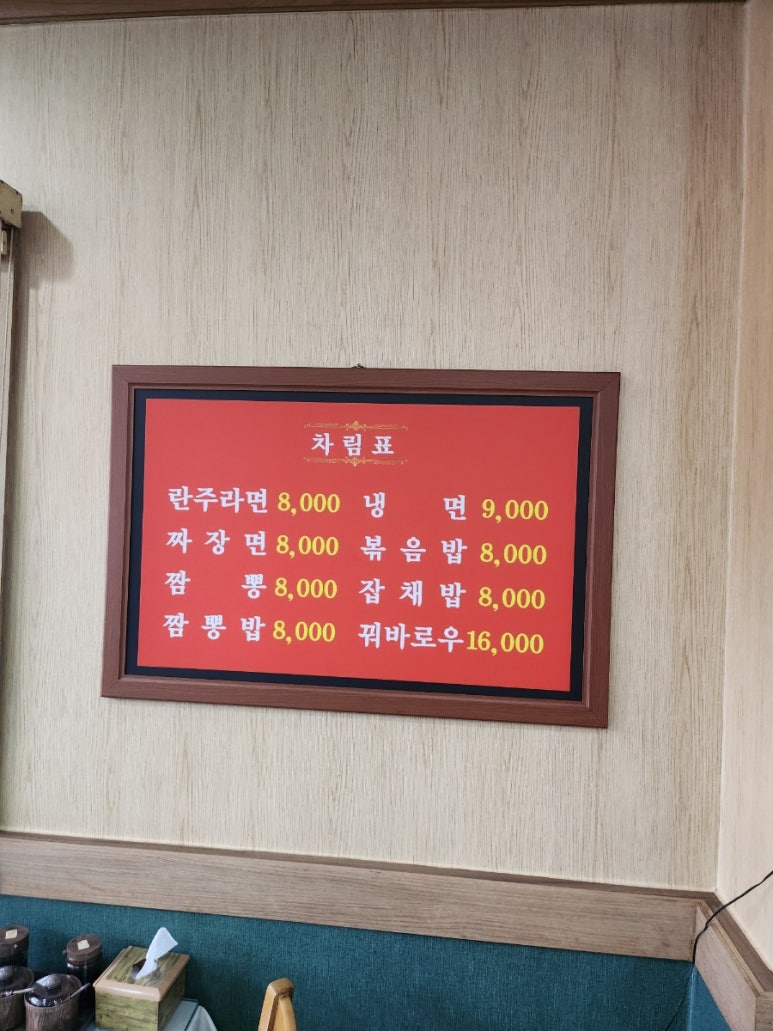 차림표
란주라면 8,000 냉 면 9,000
짜장면 8,000 볶음밥 8,000
짬 뽕 8,000 잡채밥 8,000
짬뽕밥 8,000 꿔바로우 16,000